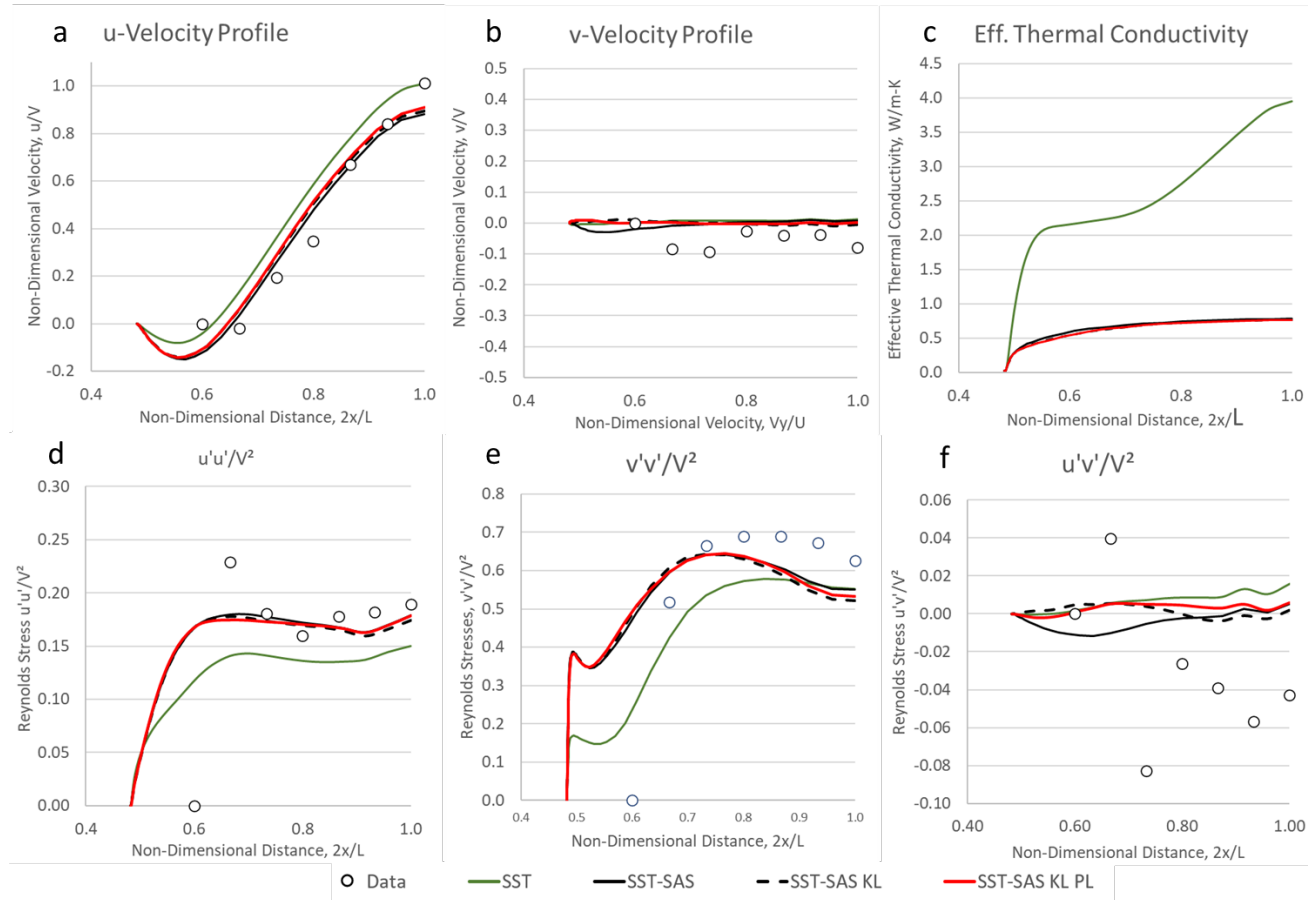 a u-Velocity Profile
Non-Dimensional Velocity, u/V
1.0
0.8
0.6
0.4
0.2
0.0
-0.2
0.4 0.6 0.8 1.0
Non-Dimensional Distance, 2x/L
b v-Velocity Profile
Non-Dimensional Velocity, v/V
0.5
0.4
0.3
0.2
0.1
0.0
-0.1
-0.2
-0.3
-0.4
-0.5
0.4 0.6 0.8 1.0
Non-Dimensional Velocity, Vy/U
c Eff. Thermal Conductivity
Effective Thermal Conductivity, W/m-K
4.5
4.0
3.5
3.0
2.5
2.0
1.5
1.0
0.5
0.0
0.4 0.6 0.8 1.0
Non-Dimensional Distance, 2x/L
d u'u'/V²
Reynolds Stress u'u'/V²
0.30
0.25
0.20
0.15
0.10
0.05
0.00
0.4 0.6 0.8 1.0
Non-Dimensional Distance, 2x/L
e v'v'/V²
Reynolds Stresses, v'v'/V²
0.8
0.7
0.6
0.5
0.4
0.3
0.2
0.1
0.0
0.4 0.5 0.6 0.7 0.8 0.9 1.0
Non-Dimensional Distance, 2x/L
f u'v'/V²
Reynolds Stress u'v'/V²
0.06
0.04
0.02
0.00
-0.02
-0.04
-0.06
-0.08
-0.10
0.40 0.60 0.80 1.00
Non-Dimensional Distance, 2x/L
Data SST SST-SAS SST-SAS KL SST-SAS KL PL